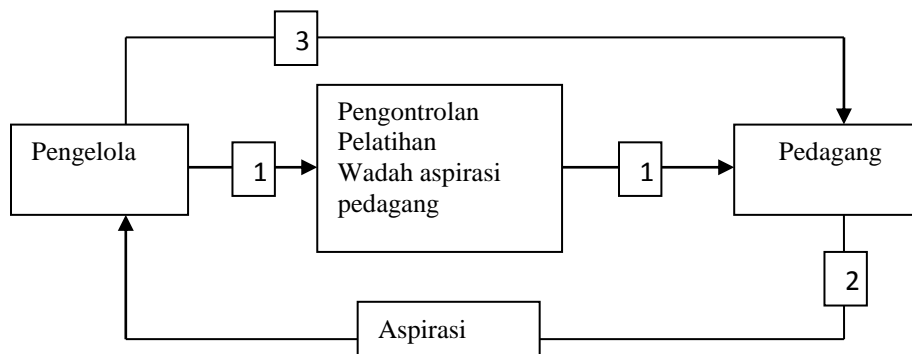 3
Pengelola
1
Pengontrolan
Pelatihan
Wadah aspirasi
pedagang
1
Pedagang
2
Aspirasi